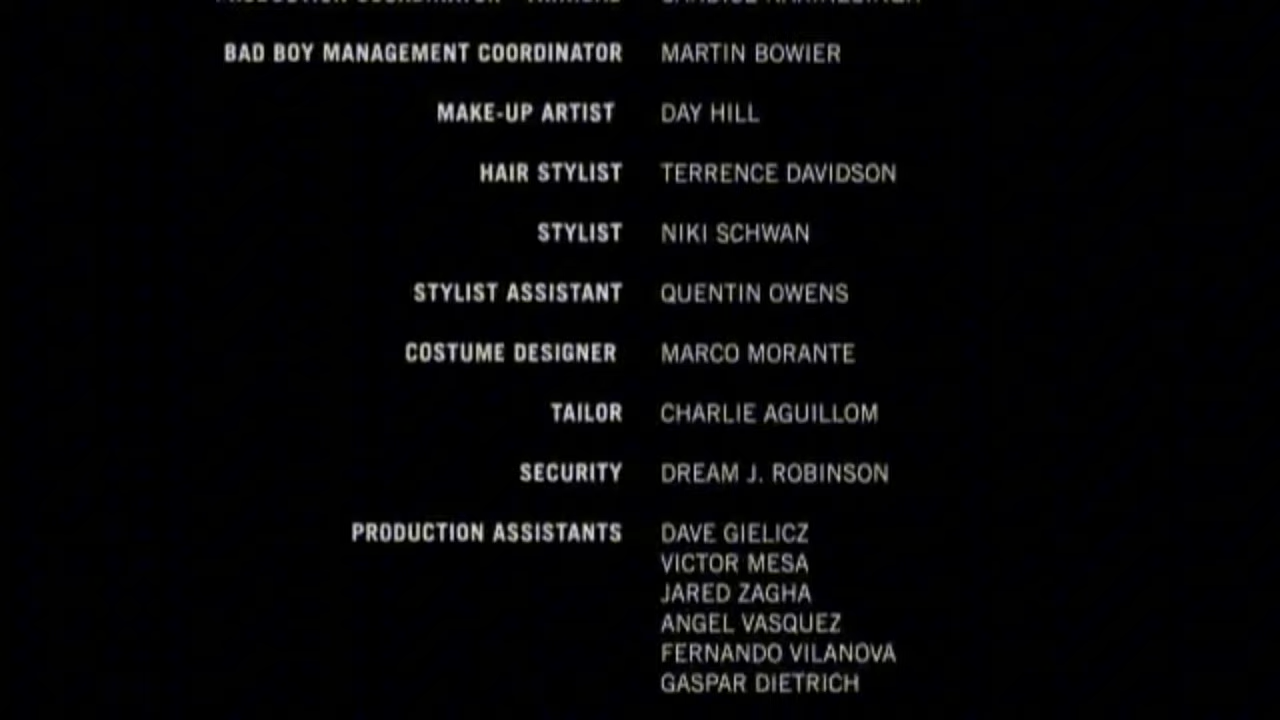 BAD BOY MANAGEMENT COORDINATOR MARTIN BOWIER
MAKE-UP ARTIST DAY HILL
HAIR STYLIST TERRENCE DAVIDSON
STYLIST NIKI SCHWAN
STYLIST ASSISTANT QUENTIN OWENS
COSTUME DESIGNER MARCO MORANTE
TAILOR CHARLIE AGUILLOM
SECURITY DREAM J. ROBINSON
PRODUCTION ASSISTANTS DAVE GIELICZ
VICTOR MESA
JARED ZAGHA
ANGEL VASQUEZ
FERNANDO VILANOVA
GASPAR DIETRICH